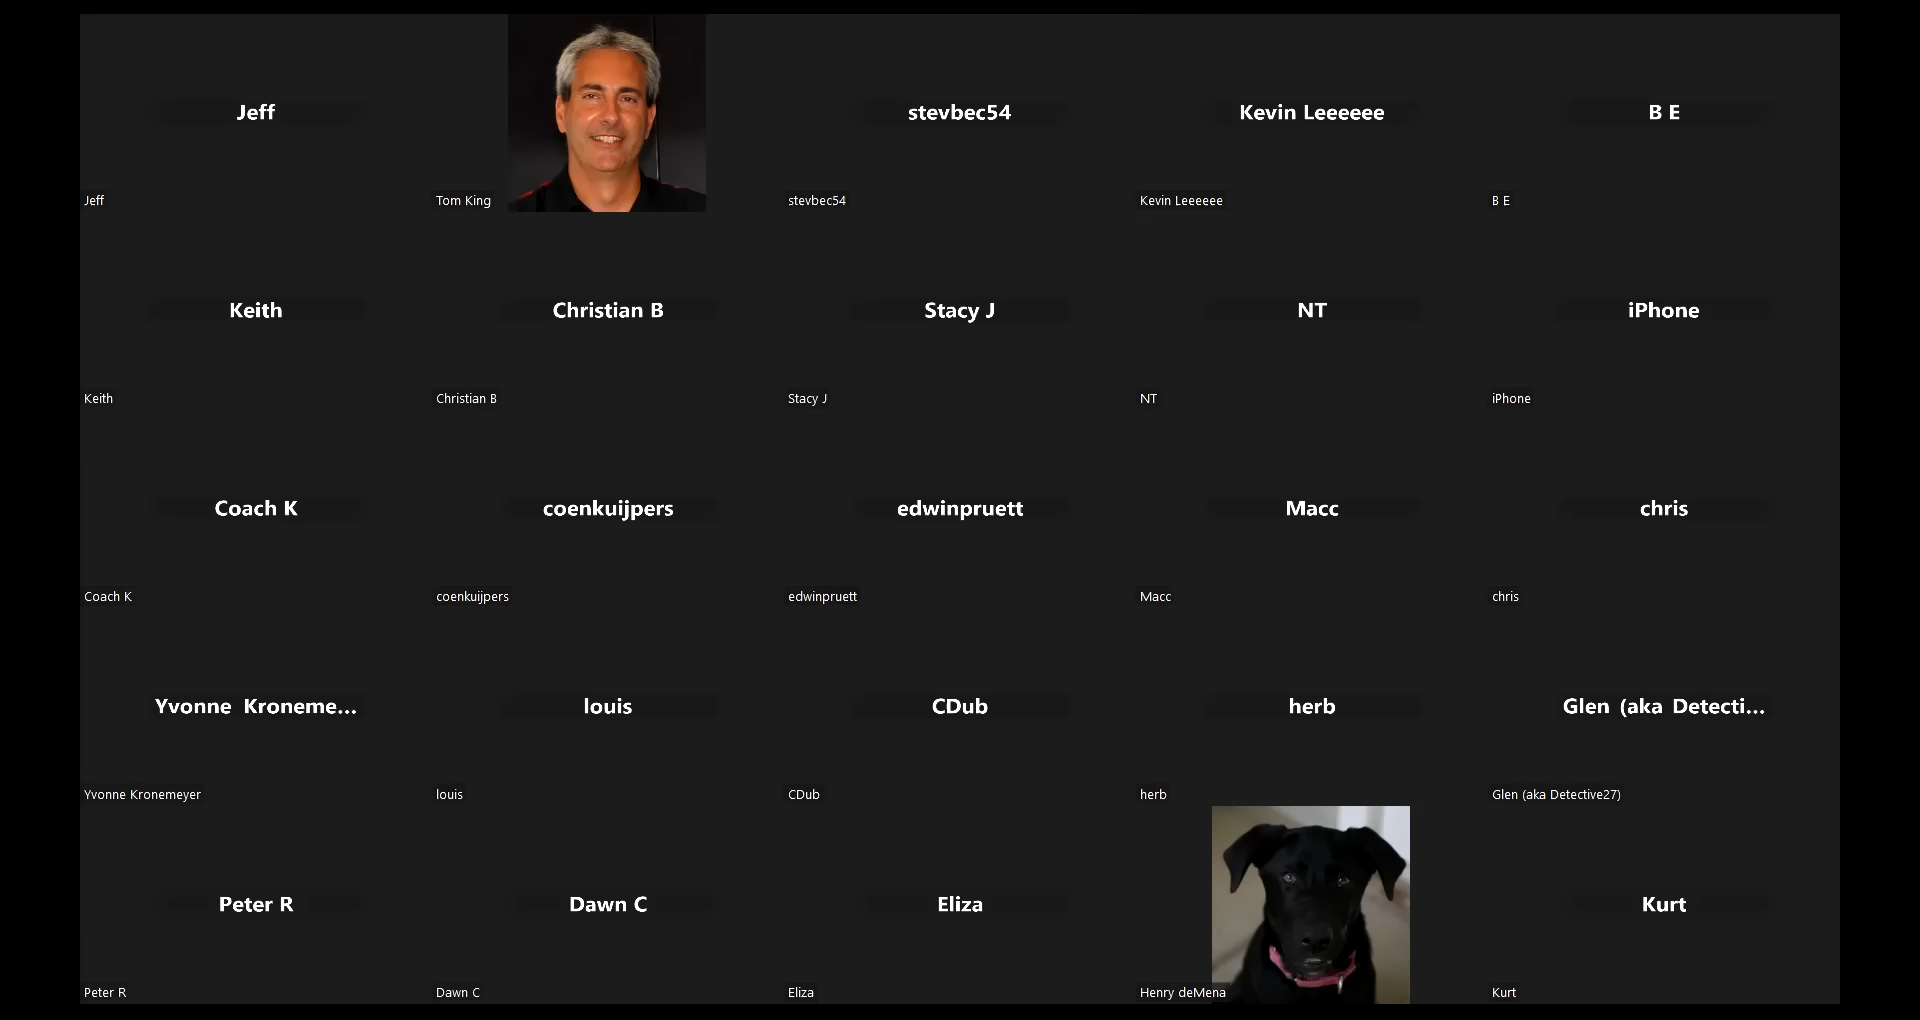 Jeff
stevbec54
Kevin Leeeeee
B E
Jeff
Tom King
stevbec54
Kevin Leeeeee
B E
Keith
Christian B
Stacy J
NT
iPhone
Keith
Christian B
Stacy J
NT
iPhone
Coach K
coenkuijpers
edwinpruett
Macc
chris
Coach K
coenkuijpers
edwinpruett
Macc
chris
Yvonne Kroneme...
louis
CDub
herb
Glen (aka Detecti...
Yvonne Kronemeyer
louis
CDub
herb
Glen (aka Detective27)
Peter R
Dawn C
Eliza
Kurt
Peter R
Dawn C
Eliza
Henry deMena
Kurt